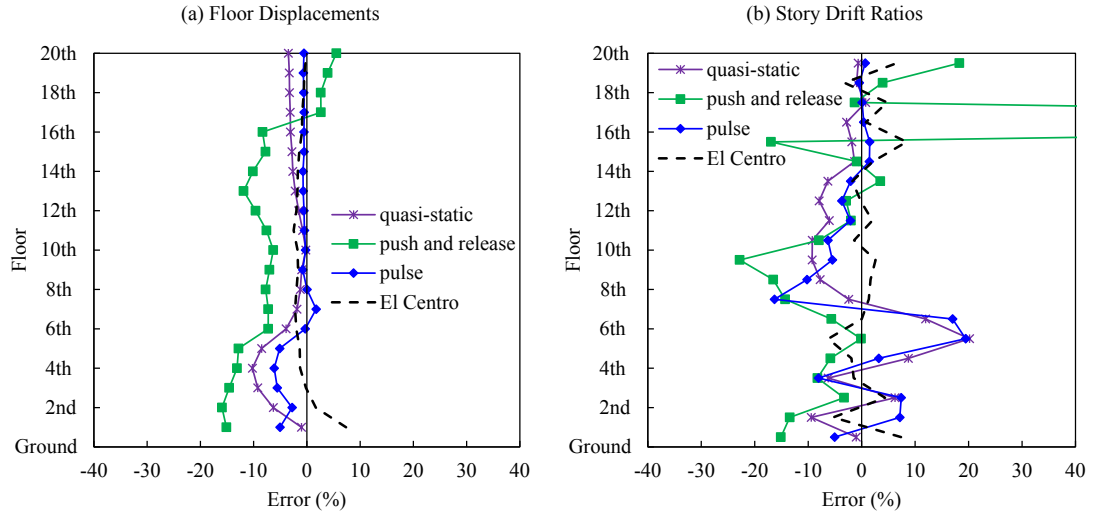 (a) Floor Displacements
20th
18th
16th
14th
12th
10th
8th
6th
4th
2nd
Ground
Floor
quasi-static
push and release
pulse
El Centro
-40 -30 -20 -10 0 10 20 30 40
Error (%)
(b) Story Drift Ratios
20th
18th
16th
14th
12th
10th
8th
6th
4th
2nd
Ground
Floor
quasi-static
push and release
pulse
El Centro
-40 -30 -20 -10 0 10 20 30 40
Error (%)